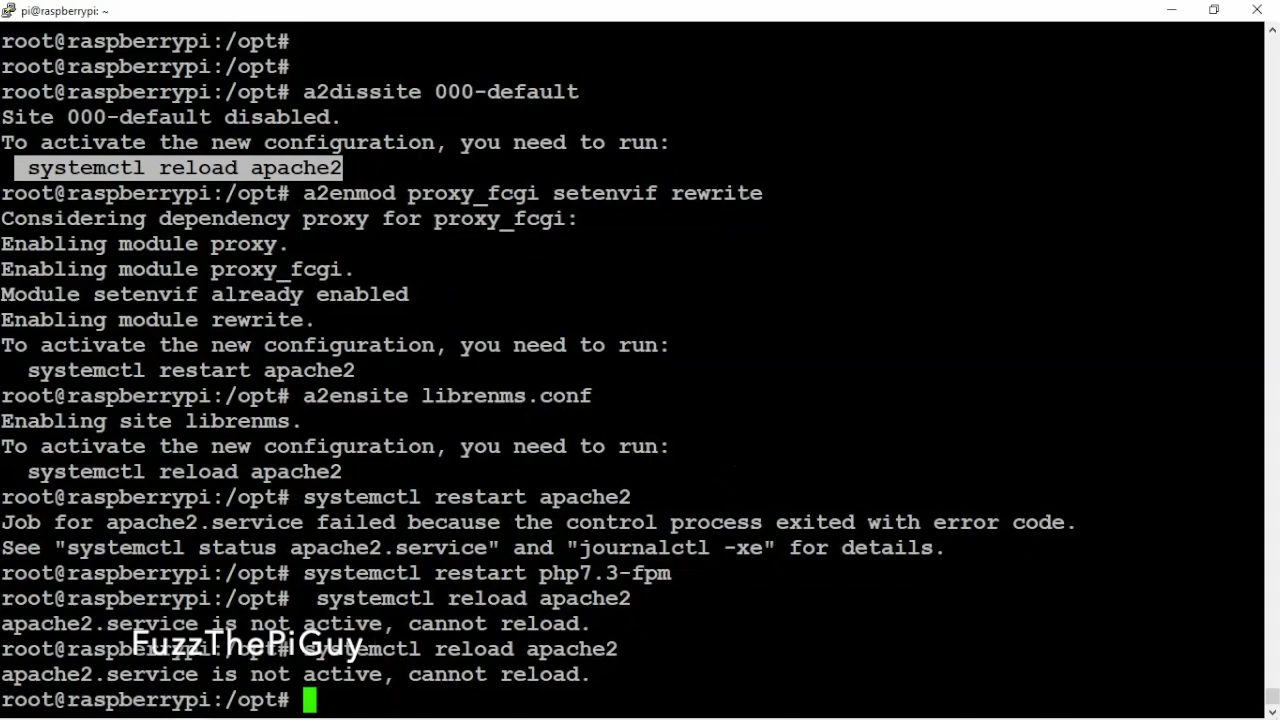 pi@raspberrypi: ~
root@raspberrypi:/opt#
root@raspberrypi:/opt#
root@raspberrypi:/opt# a2dissite 000-default
Site 000-default disabled.
To activate the new configuration, you need to run:
  systemctl reload apache2
root@raspberrypi:/opt# a2enmod proxy_fcgi setenvif rewrite
Considering dependency proxy for proxy_fcgi:
Enabling module proxy.
Enabling module proxy_fcgi.
Module setenvif already enabled
Enabling module rewrite.
To activate the new configuration, you need to run:
  systemctl restart apache2
root@raspberrypi:/opt# a2ensite librenms.conf
Enabling site librenms.
To activate the new configuration, you need to run:
  systemctl reload apache2
root@raspberrypi:/opt# systemctl restart apache2
Job for apache2.service failed because the control process exited with error code.
See "systemctl status apache2.service" and "journalctl -xe" for details.
root@raspberrypi:/opt# systemctl restart php7.3-fpm
root@raspberrypi:/opt#  systemctl reload apache2
apache2.service is not active, cannot reload.
root@raspberrypi:/opt# systemctl reload apache2
FuzzThePiGuy
apache2.service is not active, cannot reload.
root@raspberrypi:/opt#